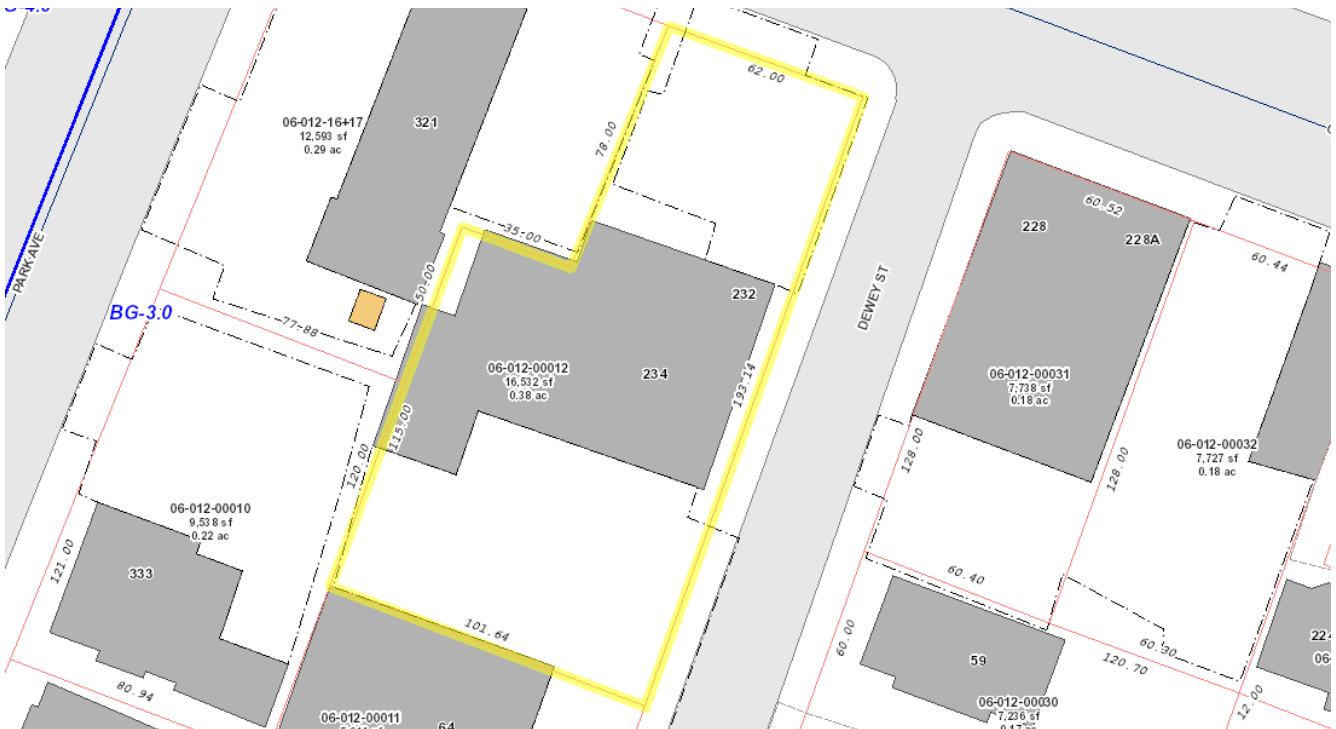 62.00
06-012-16+17
12,593 sf
0.29 ac
321
78.00
60.52
228
228A
35.00
60.44
PARK AVE
50.00
232
DEWEY ST
BG-3.0
77.88
06-012-00012
16,532 sf
0.38 ac
234
193.14
06-012-00031
7,738 sf
0.18 ac
115.00
120.00
128.00
128.00
06-012-00032
7,727 sf
0.18 ac
06-012-00010
9,538 sf
0.22 ac
121.00
333
60.40
101.64
60.00
60.30
120.70
59
80.94
06-012-00030
7,236 sf
12.00
06-012-00011
64